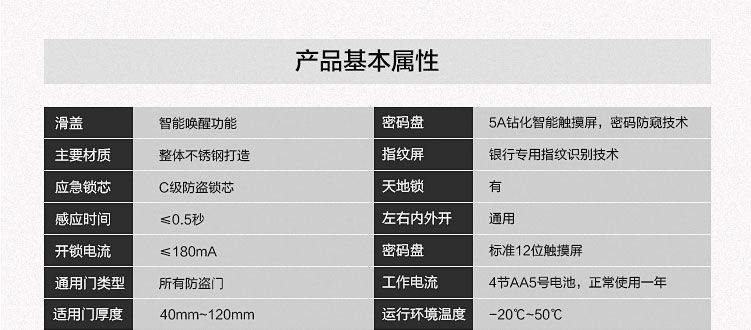 产品基本属性
滑盖 智能唤醒功能 密码盘 5A钻化智能触摸屏，密码防窥技术
主要材质 整体不锈钢打造 指纹屏 银行专用指纹识别技术
应急锁芯 C级防盗锁芯 天地锁 有
感应时间 ≤0.5秒 左右内外开 通用
开锁电流 ≤180mA 密码盘 标准12位触摸屏
通用门类型 所有防盗门 工作电流 4节AA5号电池，正常使用一年
适用门厚度 40mm~120mm 运行环境温度 -20℃~50℃